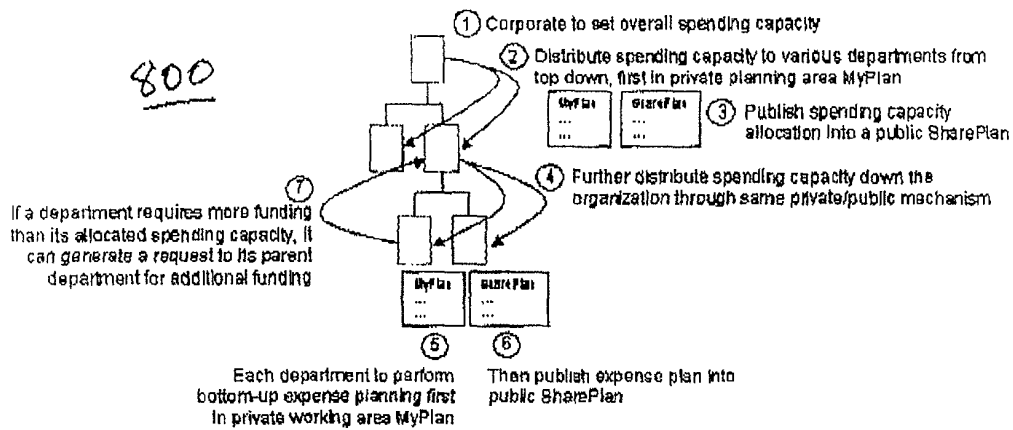 800
① Corporate to set overall spending capacity
② Distribute spending capacity to various departments from
top down, first in private planning area MyPlan
MyPlan
...
...
SharePlan
...
...
③ Publish spending capacity
allocation into a public SharePlan
④ Further distribute spending capacity down the
organization through same private/public mechanism
⑦
If a department requires more funding
than its allocated spending capacity, it
can generate a request to its parent
department for additional funding
MyPlan
...
...
SharePlan
...
...
⑤
Each department to perform
bottom-up expense planning first
in private working area MyPlan
⑥
Then publish expense plan into
public SharePlan